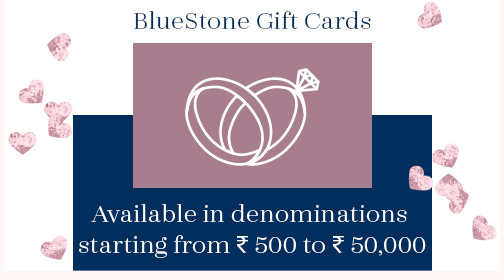 BlueStone Gift Cards
Available in denominations
starting from ₹ 500 to ₹ 50,000